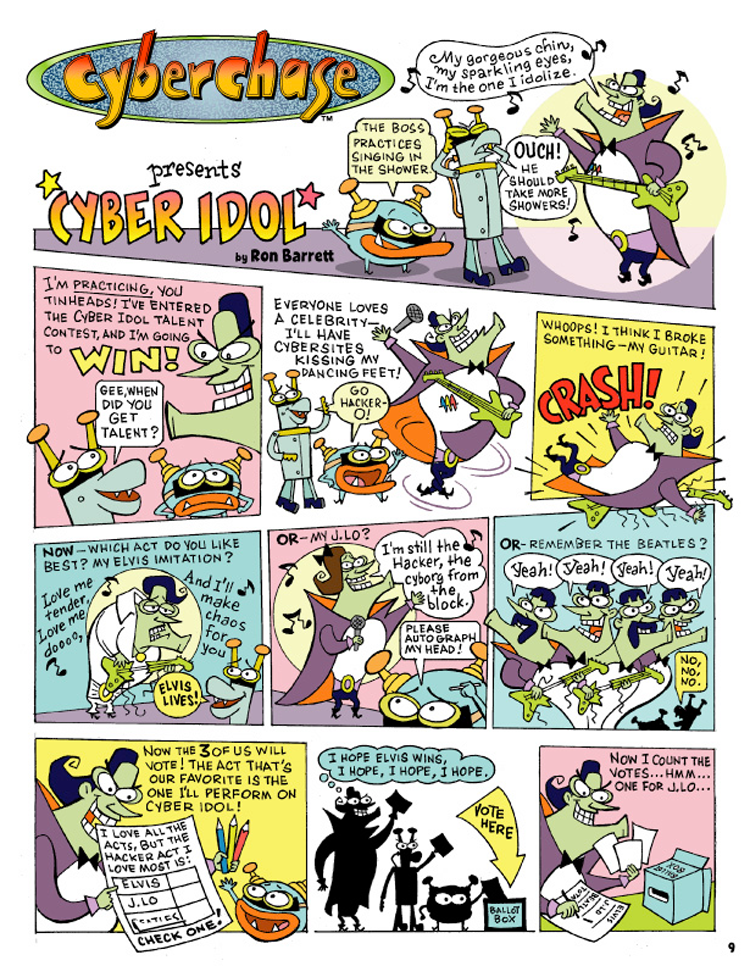 Cyberchase
TM
presents
CYBER IDOL
by Ron Barrett
My gorgeous chin,
my sparkling eyes,
I'm the one I idolize.
THE BOSS
PRACTICES
SINGING IN
THE SHOWER.
OUCH!
HE
SHOULD
TAKE MORE
SHOWERS!
I'M PRACTICING, YOU
TINHEADS! I'VE ENTERED
THE CYBER IDOL TALENT
CONTEST, AND I'M GOING
TO WIN!
GEE, WHEN
DID YOU
GET
TALENT?
EVERYONE LOVES
A CELEBRITY—
I'LL HAVE
CYBERSITES
KISSING MY
DANCING FEET!
GO
HACKER-
O!
WHOOPS! I THINK I BROKE
SOMETHING—MY GUITAR!
CRASH!
NOW—WHICH ACT DO YOU LIKE
BEST? MY ELVIS IMITATION?
Love me
tender,
Love me
doooo,
And I'll
make
chaos
for
you
ELVIS
LIVES!
OR—MY J.LO?
I'm still the
Hacker, the
cyborg from
the
block.
PLEASE
AUTOGRAPH
MY HEAD!
OR—REMEMBER THE BEATLES?
Yeah!
Yeah!
Yeah!
Yeah!
NO,
NO,
NO.
NOW THE 3 OF US WILL
VOTE! THE ACT THAT'S
OUR FAVORITE IS THE
ONE I'LL PERFORM ON
CYBER IDOL!
I LOVE ALL THE
ACTS, BUT THE
HACKER ACT I
LOVE MOST IS:
ELVIS
J.LO
BEATLES
CHECK ONE!
I HOPE ELVIS WINS,
I HOPE, I HOPE, I HOPE.
VOTE
HERE
BALLOT
BOX
NOW I COUNT THE
VOTES...HMM...
ONE FOR J.LO...
BALLOT
BOX
ELVIS
J.LO
BEATL
TOTA
9